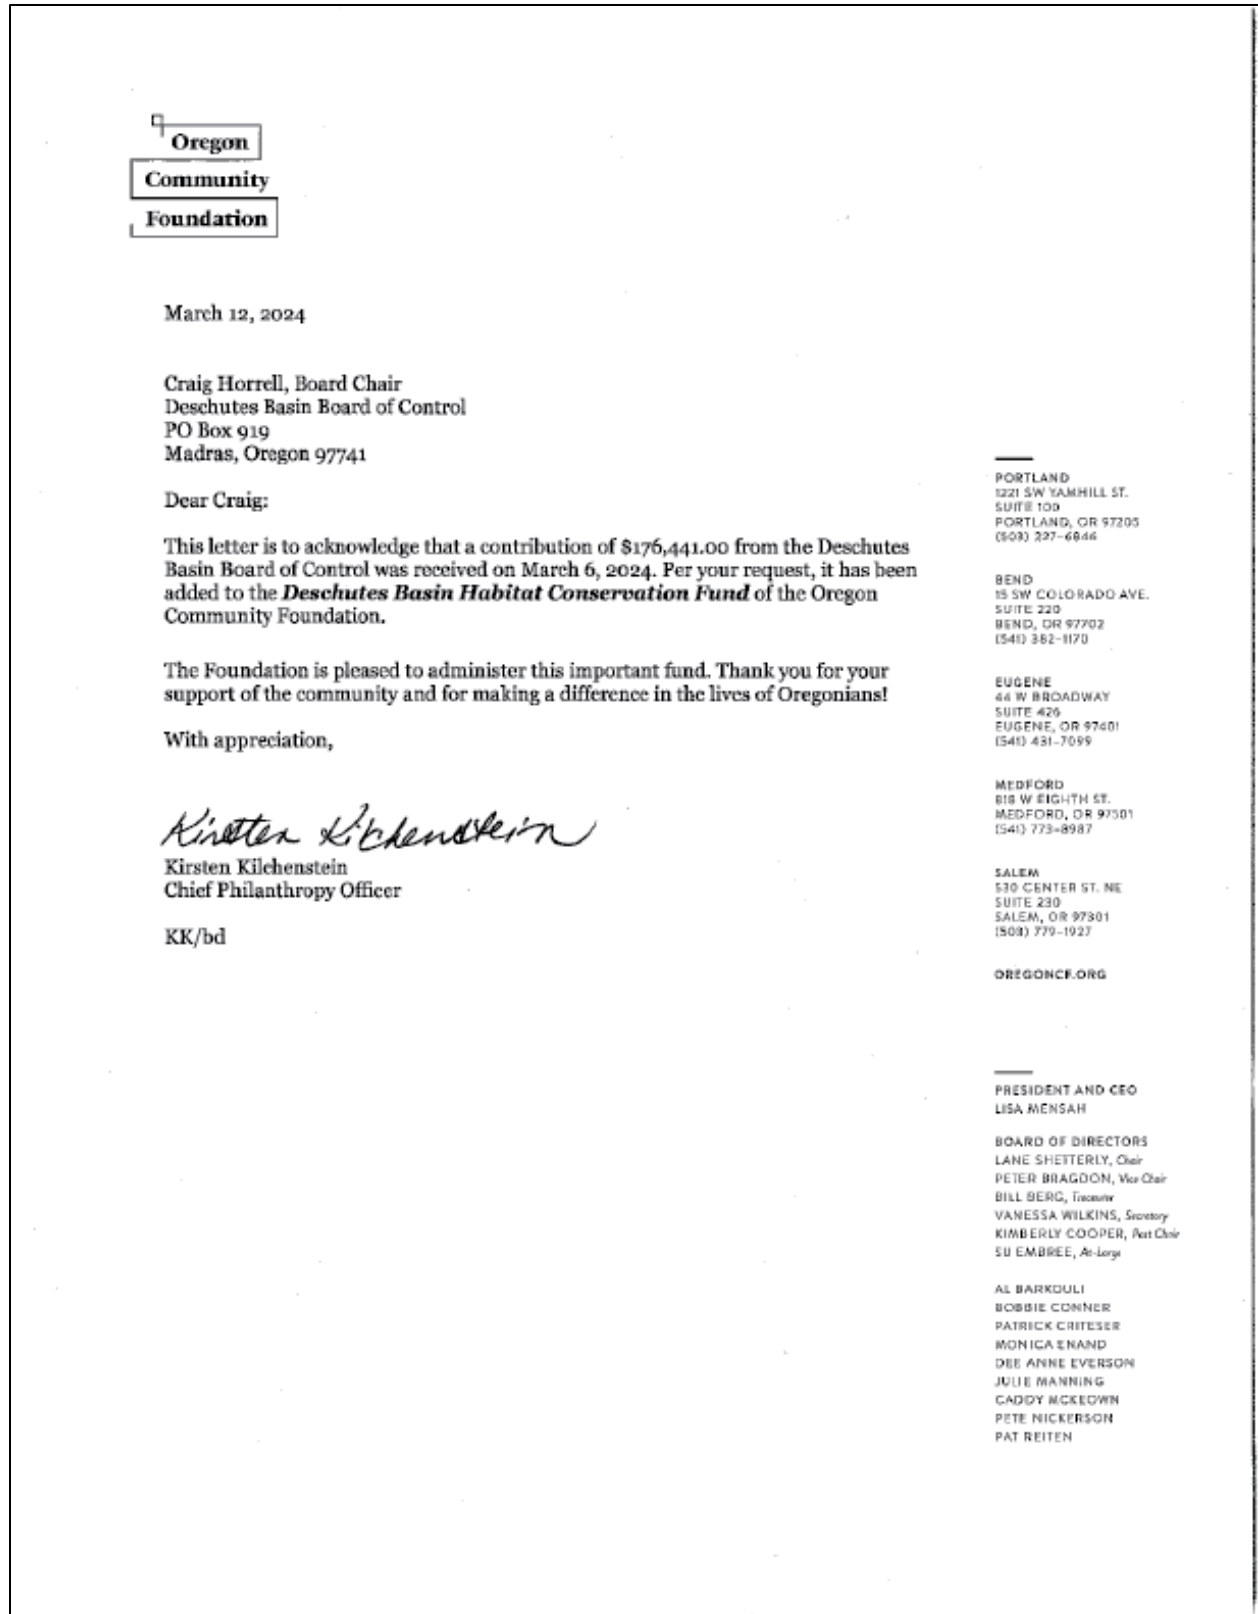 Oregon
Community
Foundation
March 12, 2024
Craig Horrell, Board Chair
Deschutes Basin Board of Control
PO Box 919
Madras, Oregon 97741
Dear Craig:
This letter is to acknowledge that a contribution of $176,441.00 from the Deschutes
Basin Board of Control was received on March 6, 2024. Per your request, it has been
added to the Deschutes Basin Habitat Conservation Fund of the Oregon
Community Foundation.
The Foundation is pleased to administer this important fund. Thank you for your
support of the community and for making a difference in the lives of Oregonians!
With appreciation,
Kirsten Kilchenstein
Kirsten Kilchenstein
Chief Philanthropy Officer
KK/bd
PORTLAND
1221 SW YAMHILL ST.
SUITE 100
PORTLAND, OR 97205
(503) 227-6846
BEND
15 SW COLORADO AVE.
SUITE 220
BEND, OR 97702
(541) 382-1170
EUGENE
44 W BROADWAY
SUITE 426
EUGENE, OR 97401
(541) 431-7099
MEDFORD
818 W EIGHTH ST.
MEDFORD, OR 97501
(541) 773-8987
SALEM
530 CENTER ST. NE
SUITE 230
SALEM, OR 97301
(503) 779-1927
OREGONCF.ORG
PRESIDENT AND CEO
LISA MENSAH
BOARD OF DIRECTORS
LANE SHETTERLY, Chair
PETER BRAGDON, Vice Chair
BILL BERG, Treasurer
VANESSA WILKINS, Secretary
KIMBERLY COOPER, Past Chair
SU EMBREE, At-Large
AL BARKOULI
BOBBIE CONNER
PATRICK CRITESER
MONICA ENAND
DEE ANNE EVERSON
JULIE MANNING
CADDY MCKEOWN
PETE NICKERSON
PAT REITEN